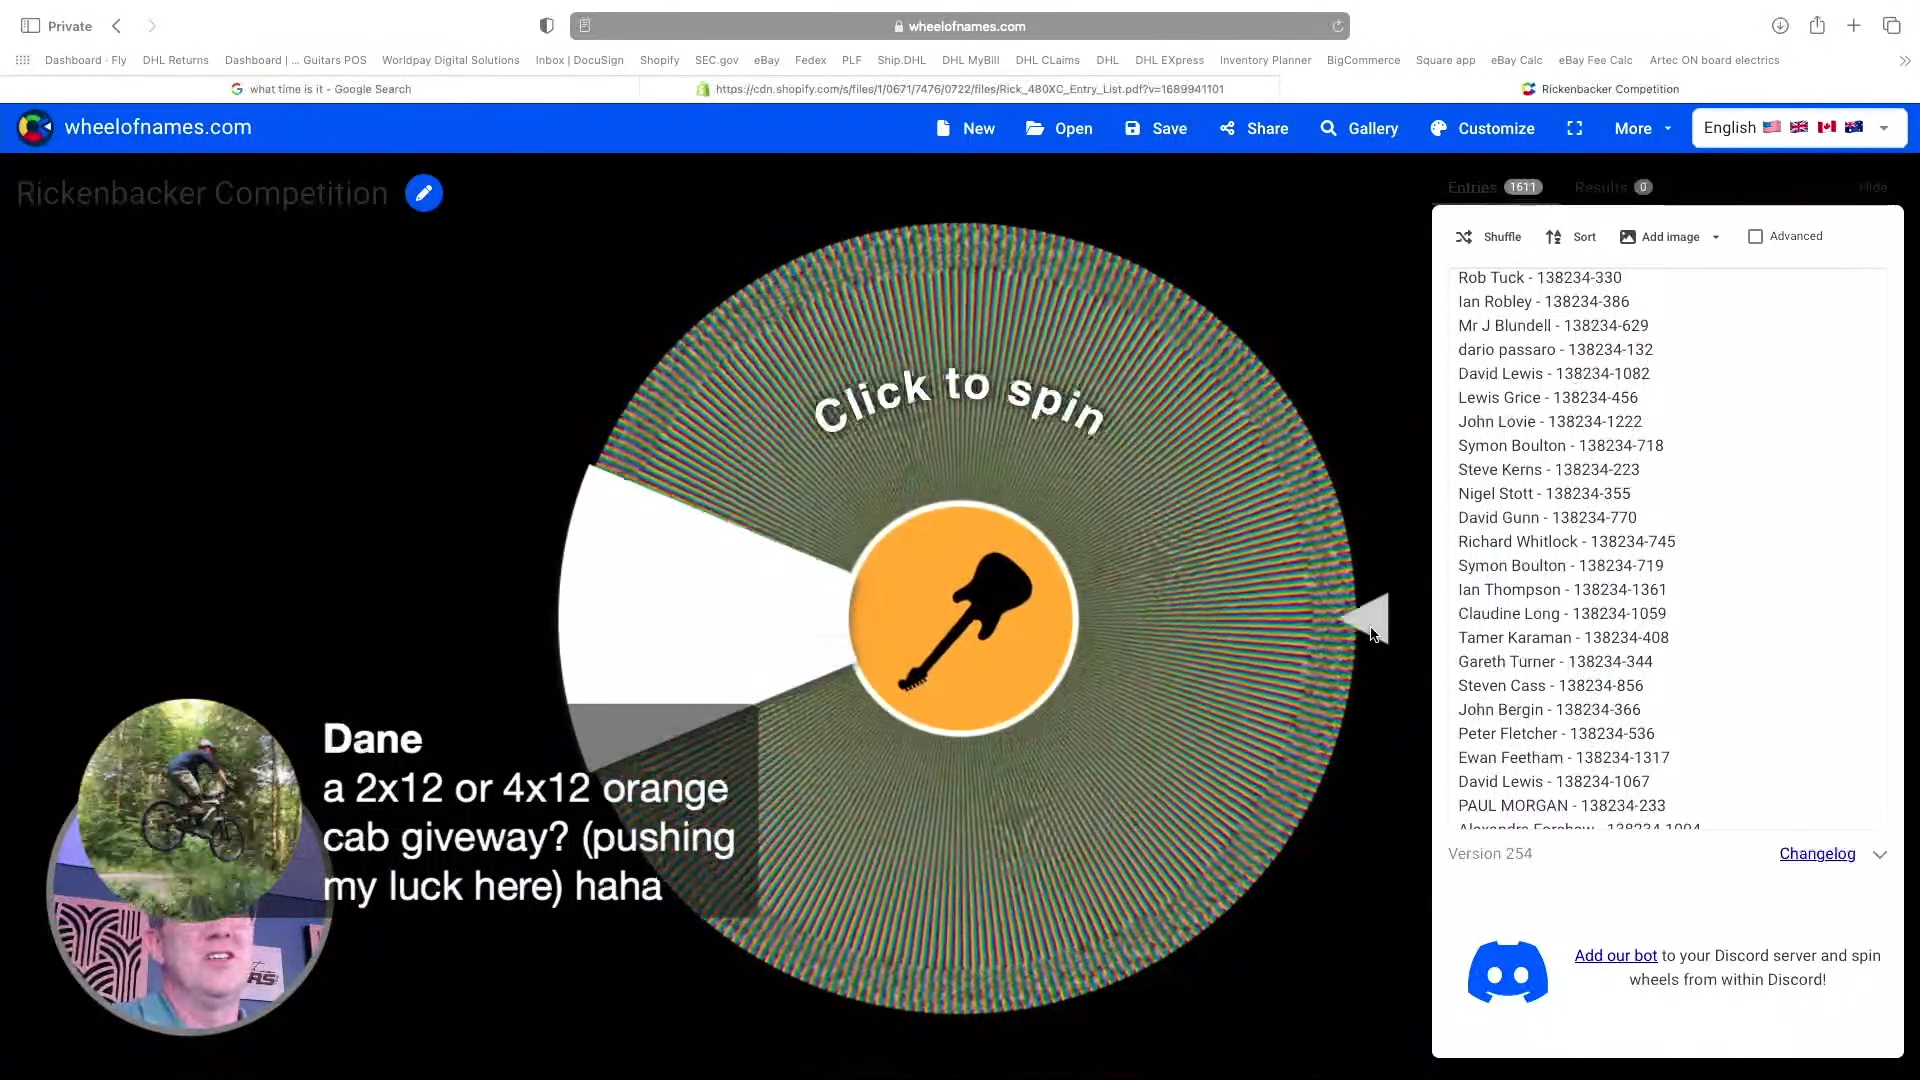 Private
wheelofnames.com
Dashboard · Fly
DHL Returns
Dashboard | ... Guitars POS
Worldpay Digital Solutions
Inbox | DocuSign
Shopify
SEC.gov
eBay
Fedex
PLF
Ship.DHL
DHL MyBill
DHL CLaims
DHL
DHL EXpress
Inventory Planner
BigCommerce
Square app
eBay Calc
eBay Fee Calc
Artec ON board electrics
what time is it - Google Search
https://cdn.shopify.com/s/files/1/0671/7476/0722/files/Rick_480XC_Entry_List.pdf?v=1689941101
Rickenbacker Competition
wheelofnames.com
New
Open
Save
Share
Gallery
Customize
More
English
Rickenbacker Competition
Entries 1611
Results 0
Hide
Shuffle
Sort
Add image
Advanced
Rob Tuck - 138234-330
Ian Robley - 138234-386
Mr J Blundell - 138234-629
dario passaro - 138234-132
David Lewis - 138234-1082
Lewis Grice - 138234-456
John Lovie - 138234-1222
Symon Boulton - 138234-718
Steve Kerns - 138234-223
Nigel Stott - 138234-355
David Gunn - 138234-770
Richard Whitlock - 138234-745
Symon Boulton - 138234-719
Ian Thompson - 138234-1361
Claudine Long - 138234-1059
Tamer Karaman - 138234-408
Gareth Turner - 138234-344
Steven Cass - 138234-856
John Bergin - 138234-366
Peter Fletcher - 138234-536
Ewan Feetham - 138234-1317
David Lewis - 138234-1067
PAUL MORGAN - 138234-233
Click to spin
Dane
a 2x12 or 4x12 orange
cab giveway? (pushing
my luck here) haha
Version 254
Changelog
Add our bot to your Discord server and spin
wheels from within Discord!